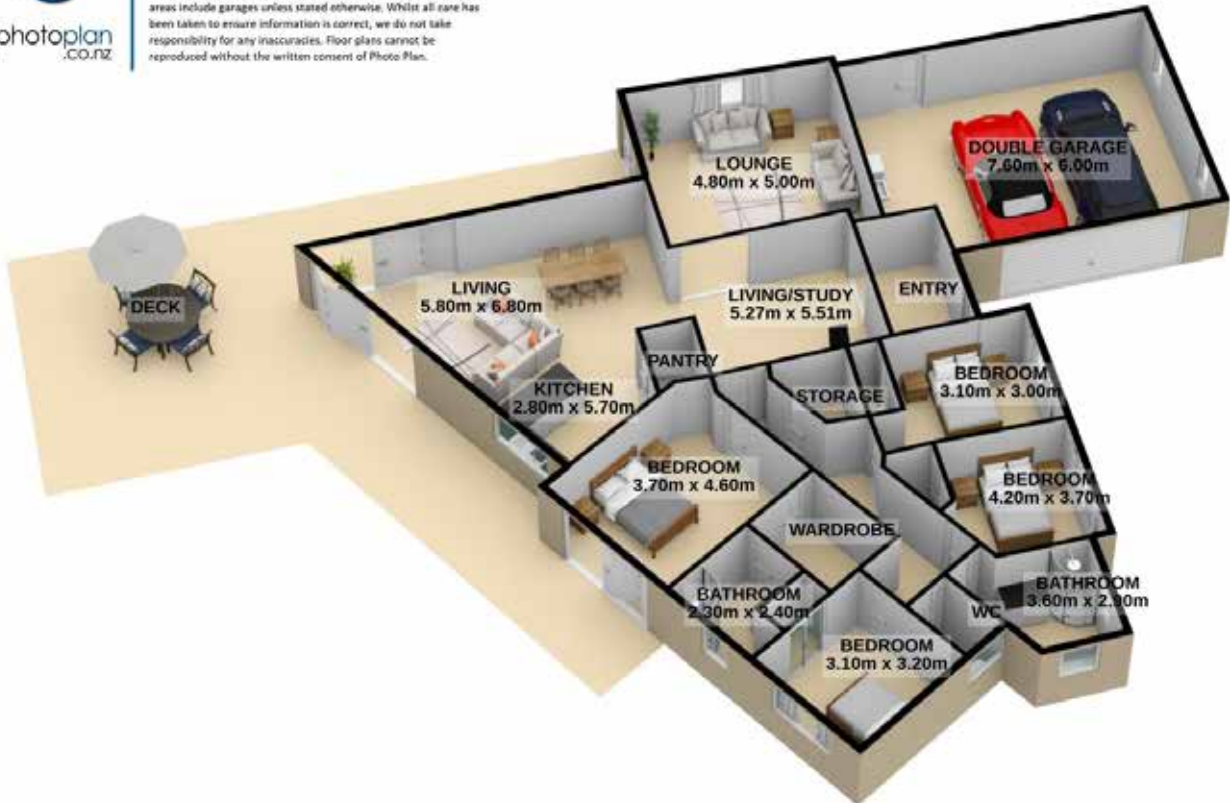 areas include garages unless stated otherwise. Whilst all care has
been taken to ensure information is correct, we do not take
responsibility for any inaccuracies. Floor plans cannot be
reproduced without the written consent of Photo Plan.
photoplan
.co.nz
LOUNGE
4.80m x 5.00m
DOUBLE GARAGE
7.60m x 6.00m
DECK
LIVING
5.80m x 6.80m
LIVING/STUDY
5.27m x 5.51m
ENTRY
PANTRY
KITCHEN
2.80m x 5.70m
STORAGE
BEDROOM
3.10m x 3.00m
BEDROOM
3.70m x 4.60m
BEDROOM
4.20m x 3.70m
WARDROBE
BATHROOM
2.30m x 2.40m
WC
BATHROOM
3.60m x 2.90m
BEDROOM
3.10m x 3.20m